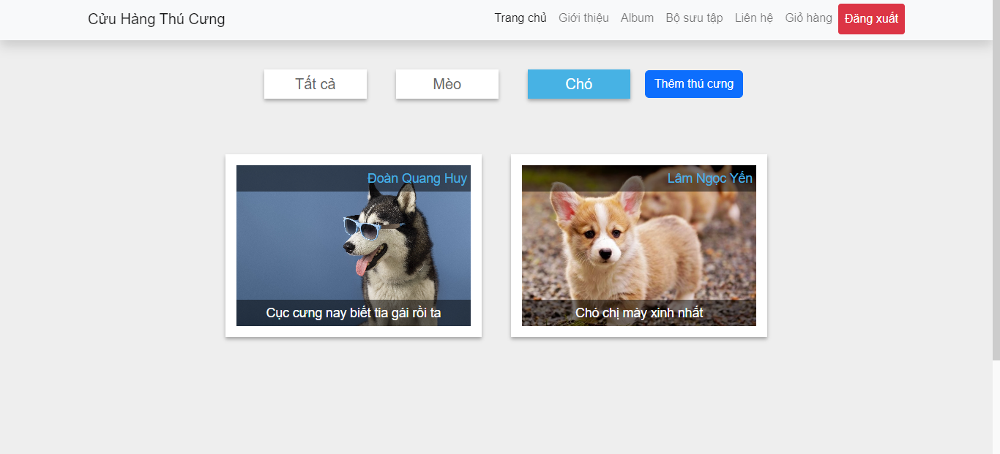 Cửu Hàng Thú Cưng
Trang chủ
Giới thiệu
Album
Bộ sưu tập
Liên hệ
Giỏ hàng
Đăng xuất
Tất cả
Mèo
Chó
Thêm thú cưng
Đoàn Quang Huy
Lâm Ngọc Yến
Cục cưng nay biết tia gái rồi ta
Chó chị mày xinh nhất